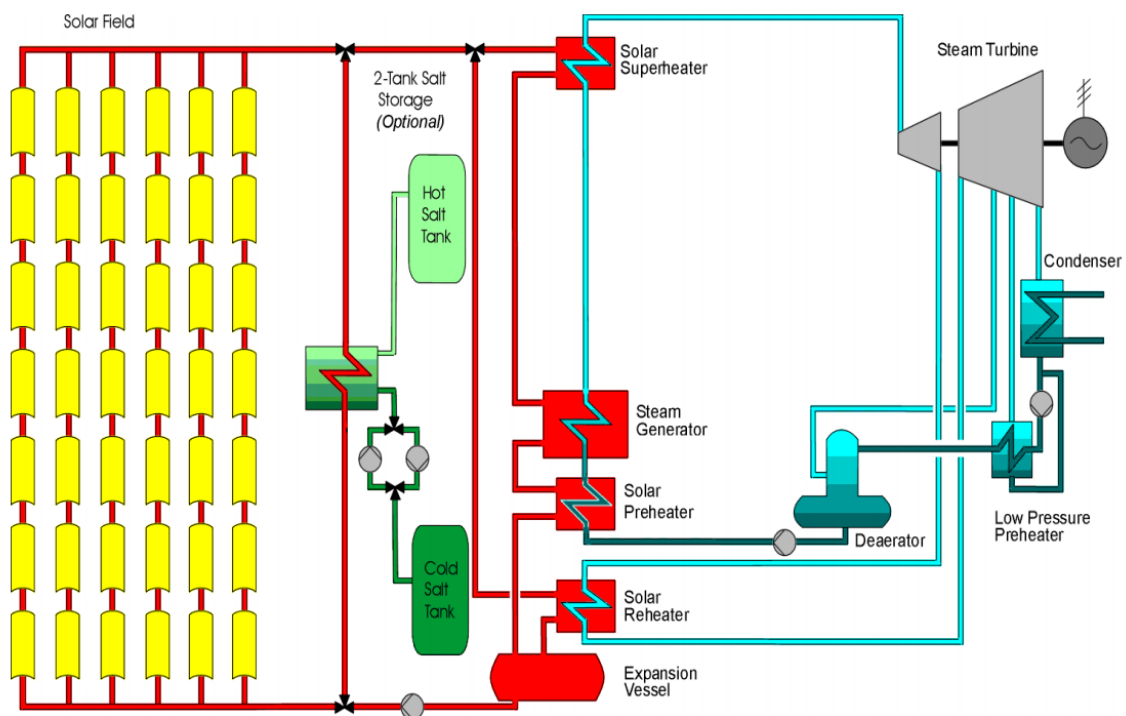 Solar Field
2-Tank Salt
Storage
(Optional)
Solar
Superheater
Steam Turbine
Hot
Salt
Tank
Condenser
Steam
Generator
Solar
Preheater
Deaerator
Low Pressure
Preheater
Cold
Salt
Tank
Solar
Reheater
Expansion
Vessel